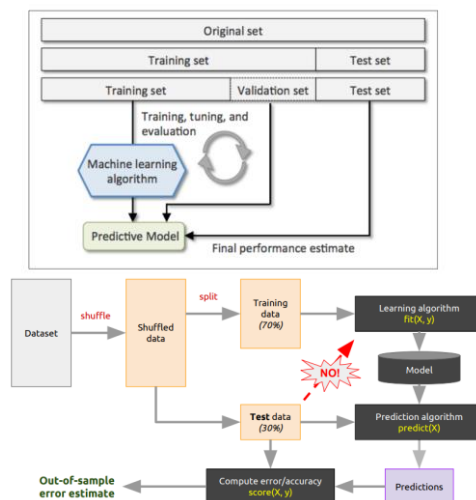 Original set
Training set
Test set
Training set
Validation set
Test set
Training, tuning, and
evaluation
Machine learning
algorithm
Predictive Model
Final performance estimate
Dataset
shuffle
Shuffled
data
split
Training
data
(70%)
Learning algorithm
fit(X, y)
NO!
Model
Test data
(30%)
Prediction algorithm
predict(X)
Out-of-sample
error estimate
Compute error/accuracy
score(X, y)
Predictions